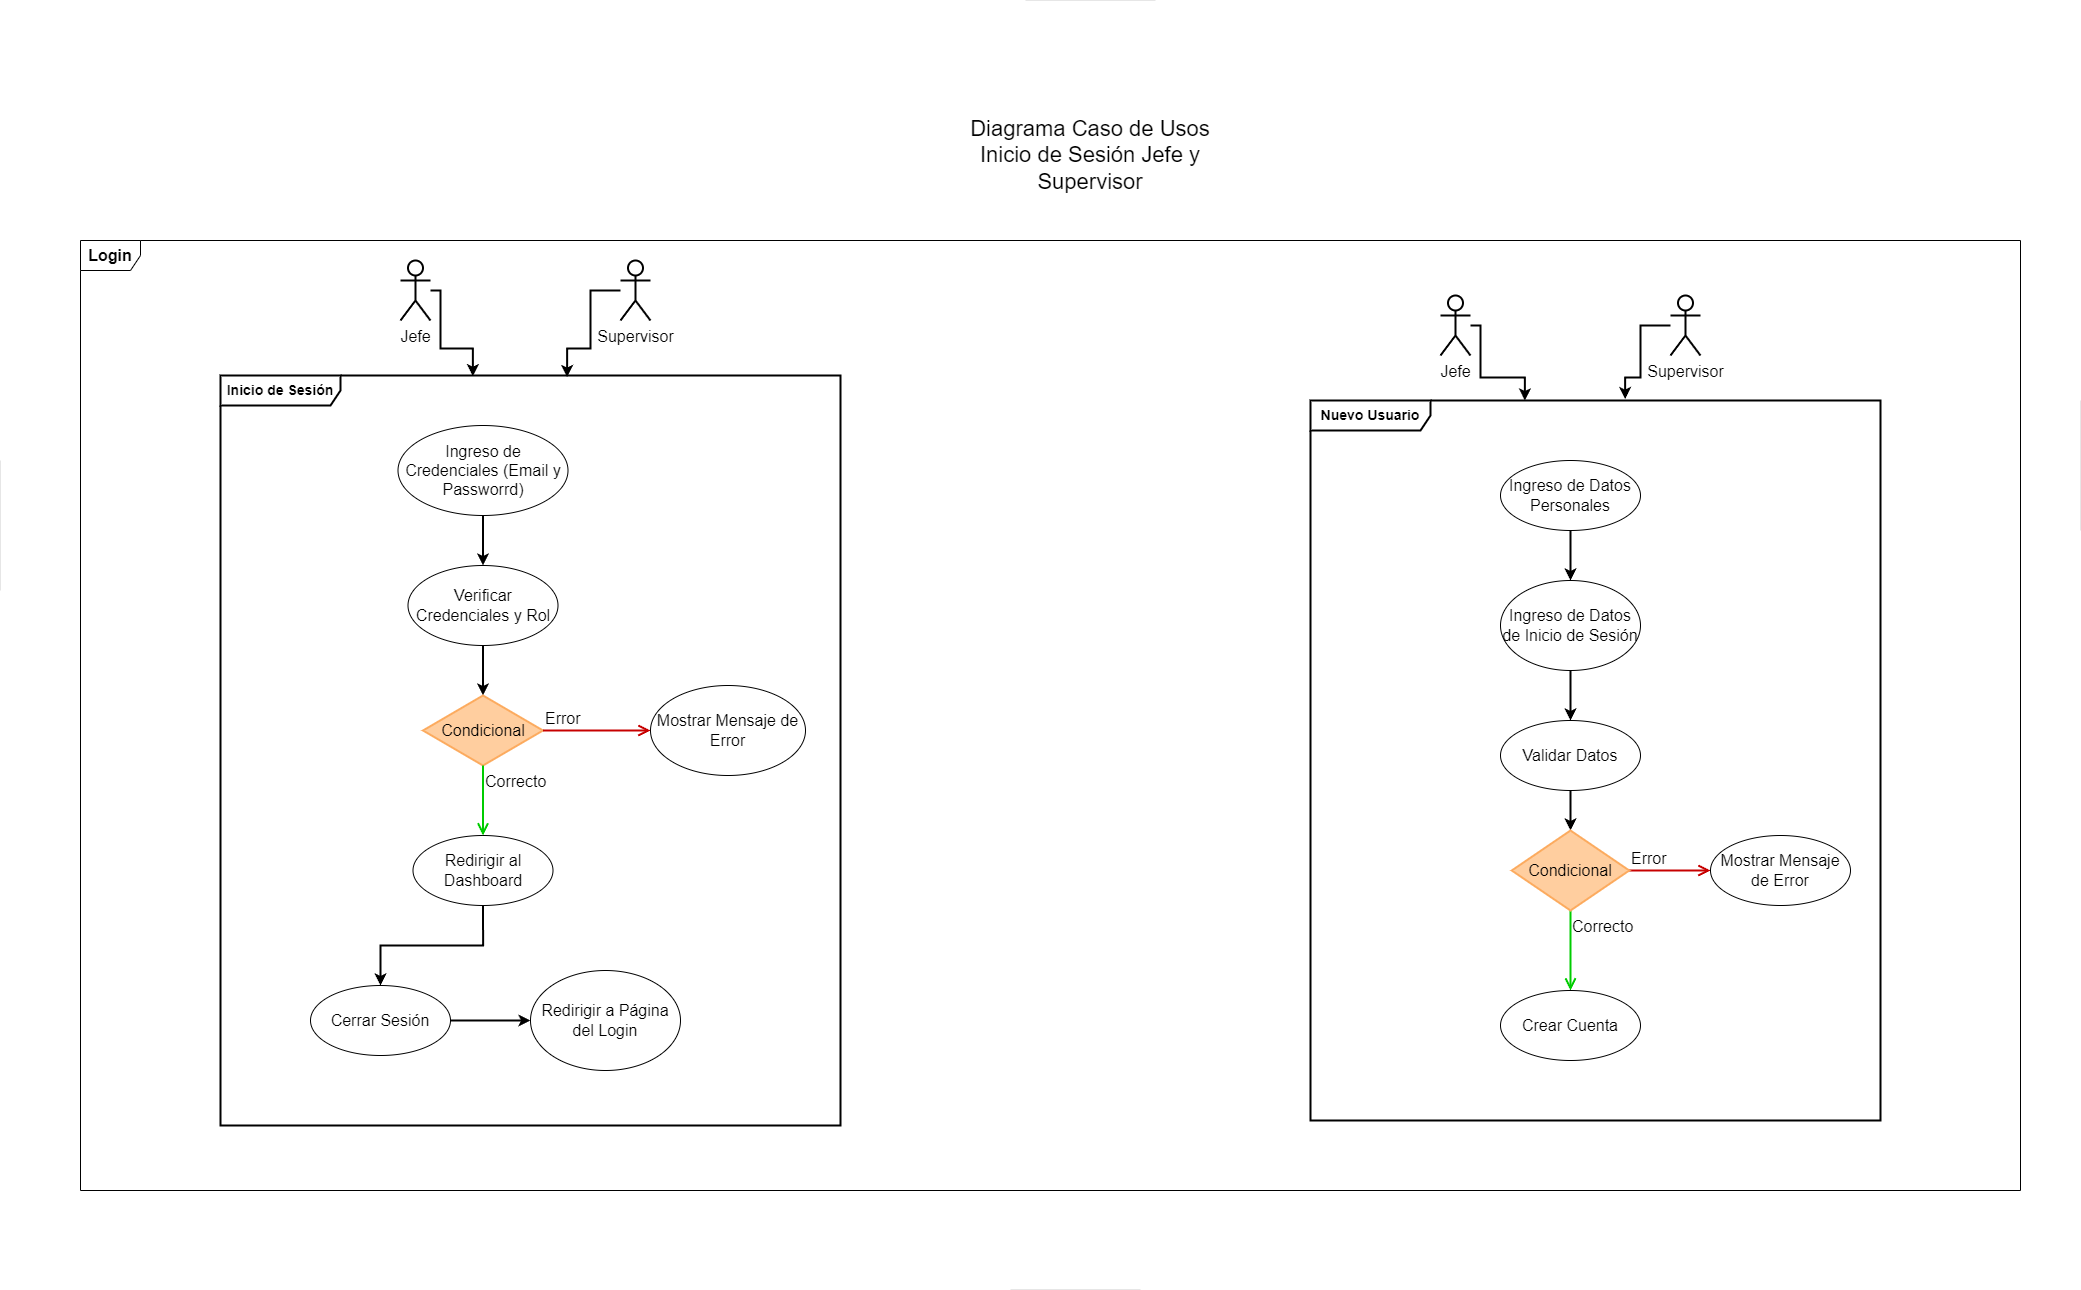 Diagrama Caso de Usos
Inicio de Sesión Jefe y
Supervisor
Login
Jefe
Supervisor
Inicio de Sesión
Ingreso de
Credenciales (Email y
Passworrd)
Verificar
Credenciales y Rol
Condicional
Error
Mostrar Mensaje de
Error
Correcto
Redirigir al
Dashboard
Cerrar Sesión
Redirigir a Página
del Login
Jefe
Supervisor
Nuevo Usuario
Ingreso de Datos
Personales
Ingreso de Datos
de Inicio de Sesión
Validar Datos
Condicional
Error
Mostrar Mensaje
de Error
Correcto
Crear Cuenta